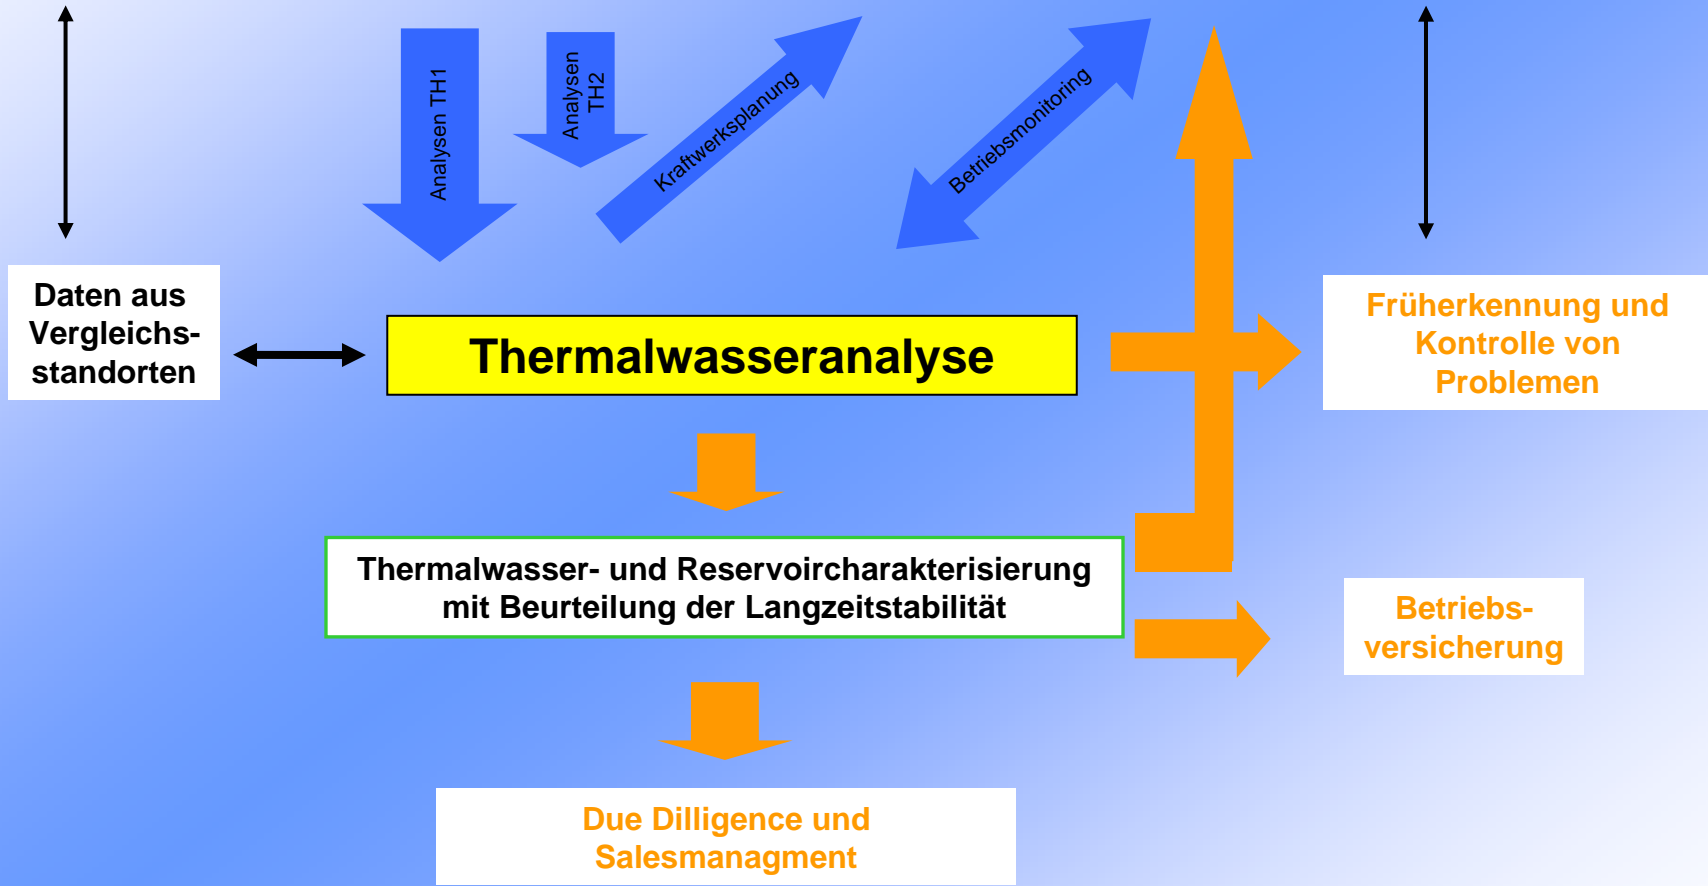 Analysen TH1
Analysen
TH2
Kraftwerksplanung
Betriebsmonitoring
Daten aus
Vergleichs-
standorten
Thermalwasseranalyse
Früherkennung und
Kontrolle von
Problemen
Thermalwasser- und Reservoircharakterisierung
mit Beurteilung der Langzeitstabilität
Betriebs-
versicherung
Due Dilligence und
Salesmanagment